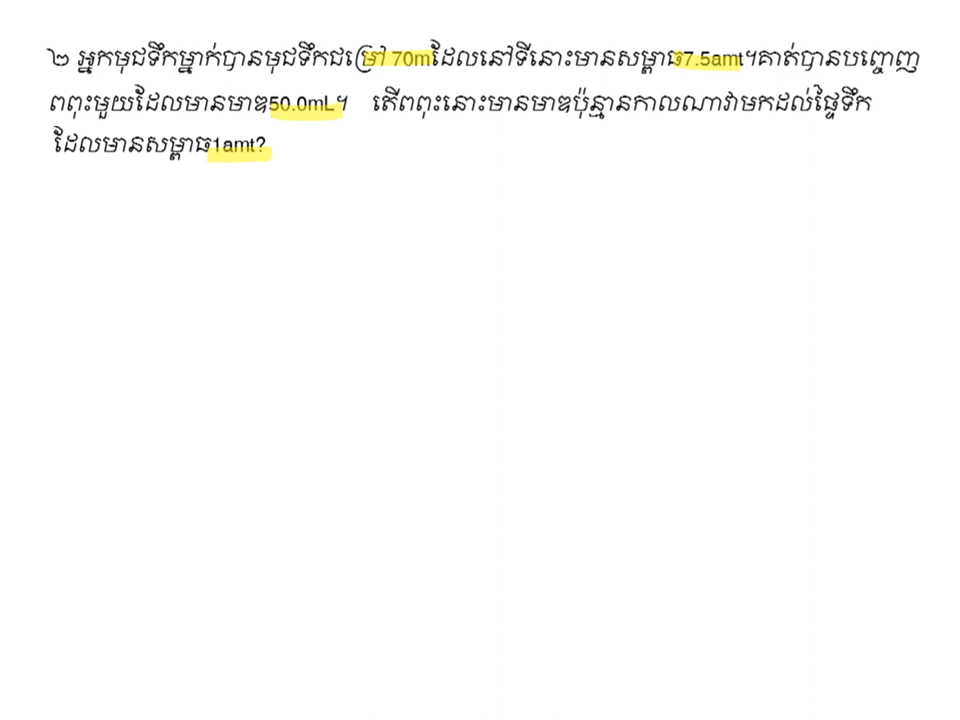 ២ អ្នកមុជទឹកម្នាក់បានមុជទឹកជម្រៅ 70mដែលនៅទីនោះមានសម្ពាធ7.5amt។គាត់បានបញ្ចេញ
ពពុះមួយដែលមានមាឌ50.0mL។ តើពពុះនោះមានមាឌប៉ុន្មានកាលណាវាមកដល់ផ្ទៃទឹក
ដែលមានសម្ពាធ1amt?